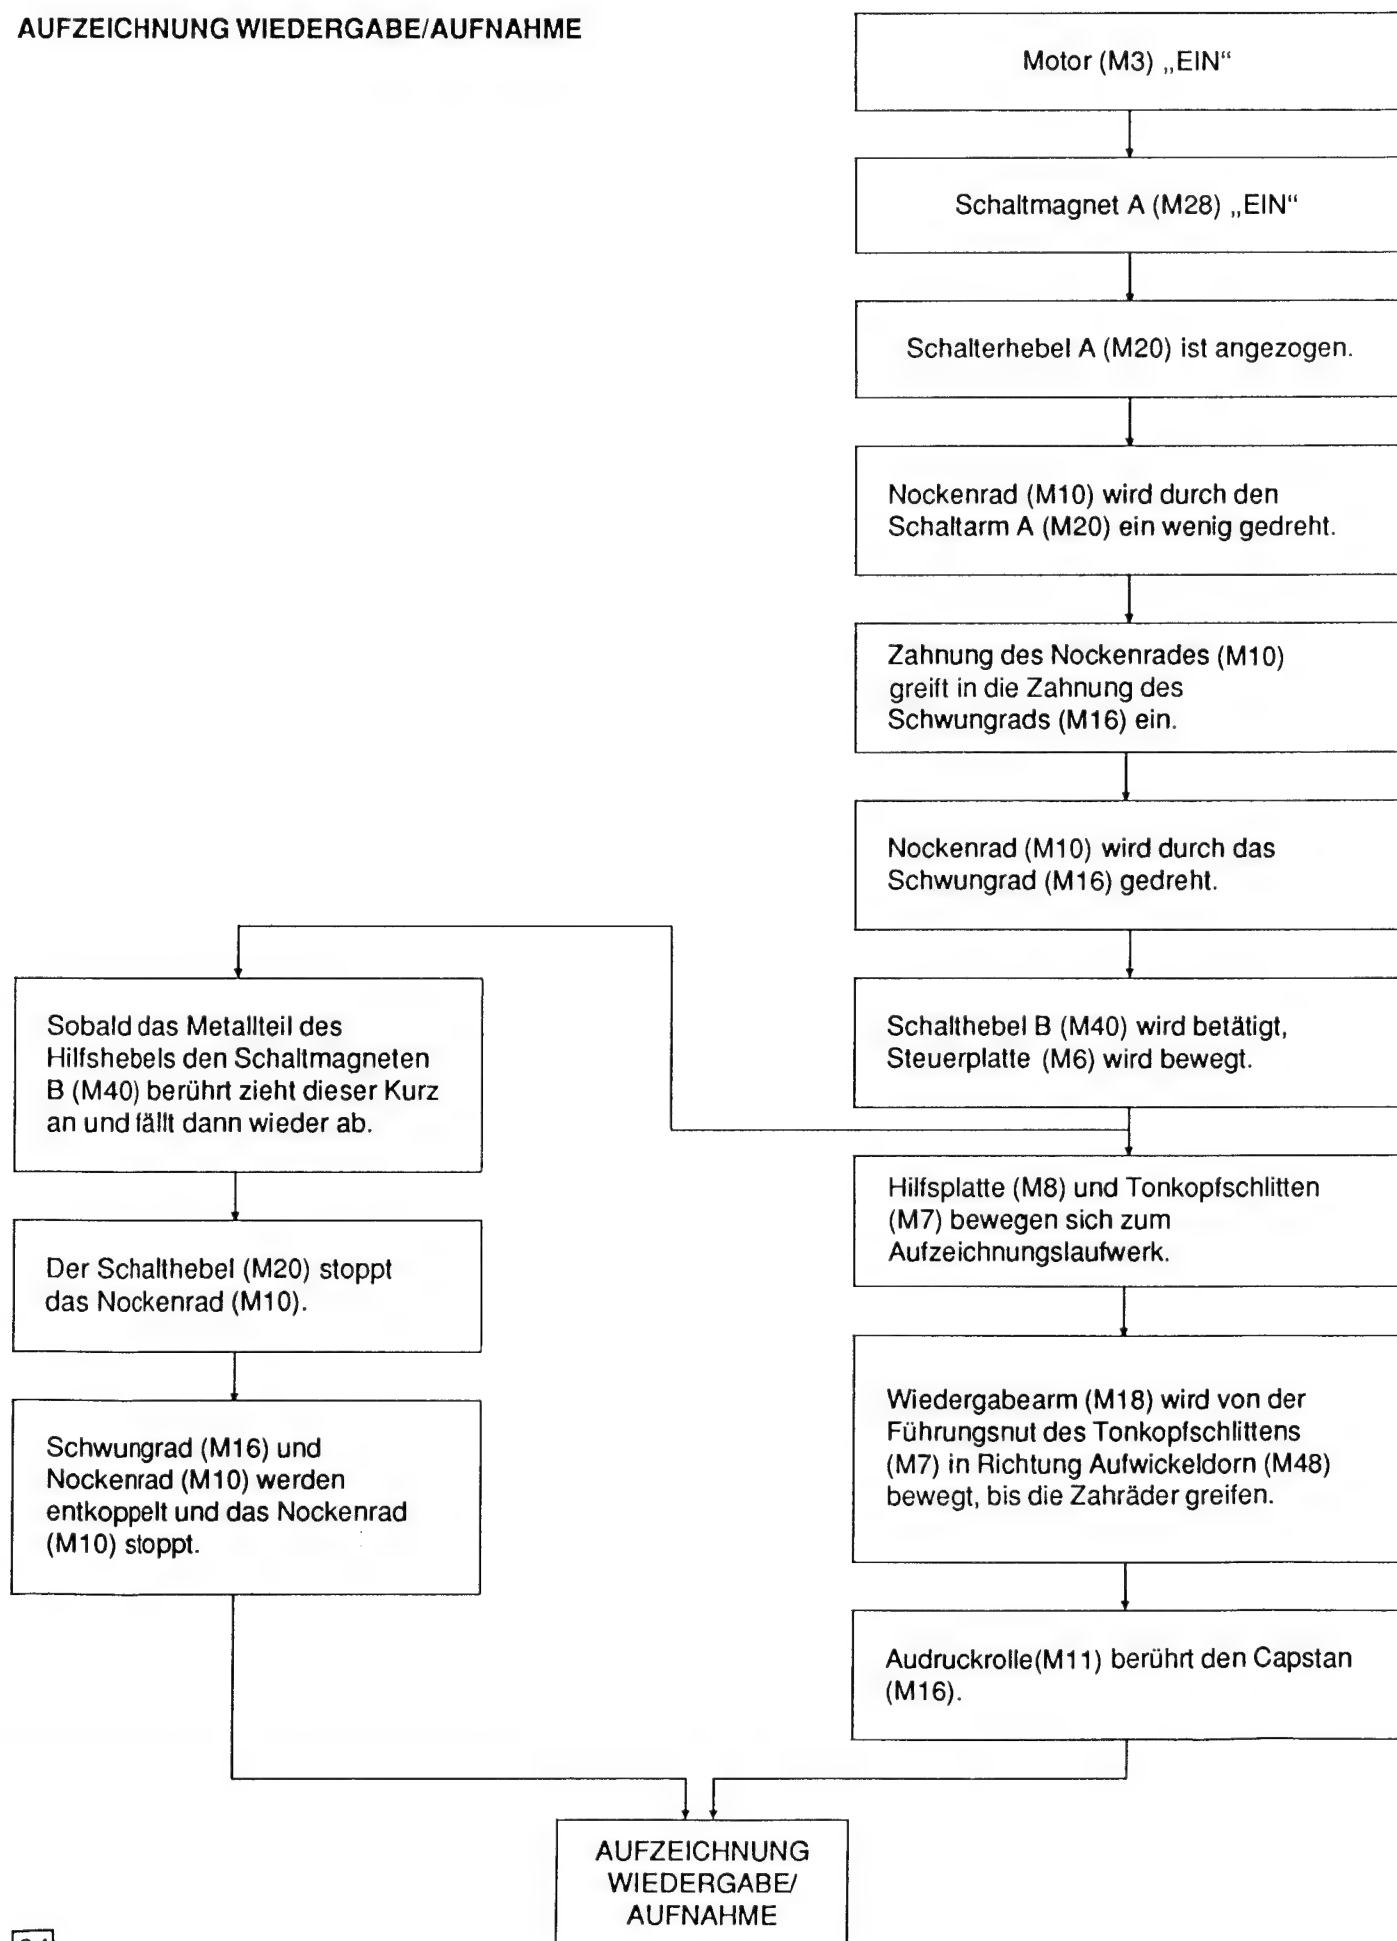 AUFZEICHNUNG WIEDERGABE/AUFNAHME
Motor (M3) „EIN“
Schaltmagnet A (M28) „EIN“
Schalterhebel A (M20) ist angezogen.
Nockenrad (M10) wird durch den
Schaltarm A (M20) ein wenig gedreht.
Zahnung des Nockenrades (M10)
greift in die Zahnung des
Schwungrads (M16) ein.
Nockenrad (M10) wird durch das
Schwungrad (M16) gedreht.
Schalthebel B (M40) wird betätigt,
Steuerplatte (M6) wird bewegt.
Hilfsplatte (M8) und Tonkopfschlitten
(M7) bewegen sich zum
Aufzeichnungslaufwerk.
Wiedergabearm (M18) wird von der
Führungsnut des Tonkopfschlittens
(M7) in Richtung Aufwickeldorn (M48)
bewegt, bis die Zahräder greifen.
Audruckrolle(M11) berührt den Capstan
(M16).
Sobald das Metallteil des
Hilfshebels den Schaltmagneten
B (M40) berührt zieht dieser Kurz
an und fällt dann wieder ab.
Der Schalthebel (M20) stoppt
das Nockenrad (M10).
Schwungrad (M16) und
Nockenrad (M10) werden
entkoppelt und das Nockenrad
(M10) stoppt.
AUFZEICHNUNG
WIEDERGABE/
AUFNAHME